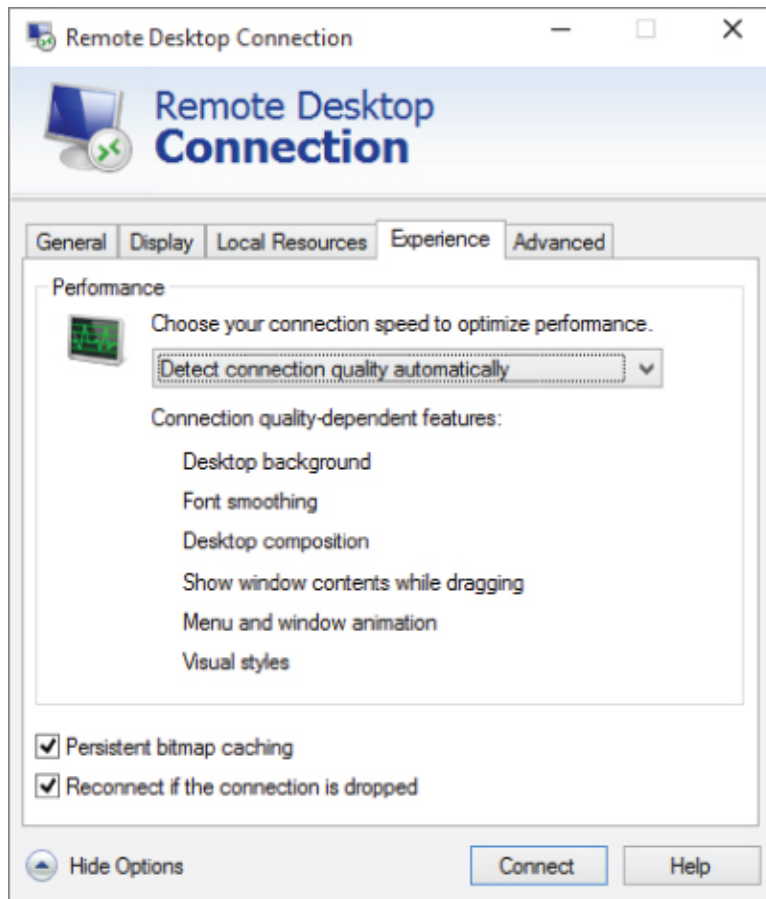 Remote Desktop Connection
Remote Desktop
Connection
General Display Local Resources Experience Advanced
Performance
Choose your connection speed to optimize performance.
Detect connection quality automatically
Connection quality-dependent features:
Desktop background
Font smoothing
Desktop composition
Show window contents while dragging
Menu and window animation
Visual styles
Persistent bitmap caching
Reconnect if the connection is dropped
Hide Options Connect Help